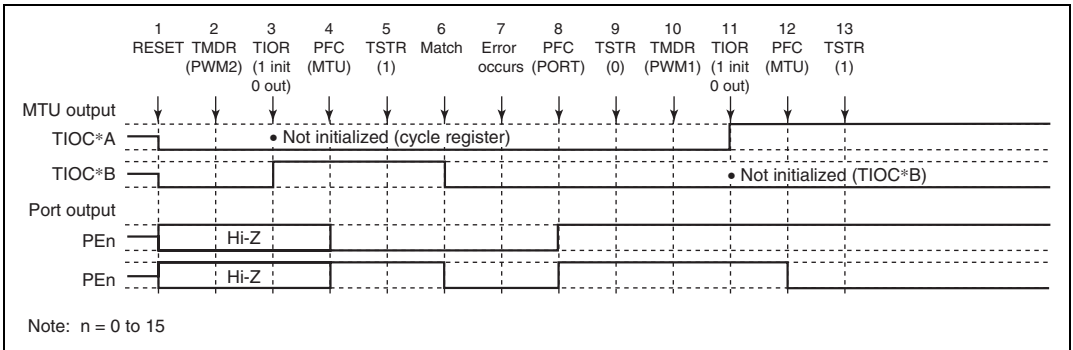 1 2 3 4 5 6 7 8 9 10 11 12 13
RESET TMDR TIOR PFC TSTR Match Error PFC TSTR TMDR TIOR PFC TSTR
(PWM2) (1 init (MTU) (1) occurs (PORT) (0) (PWM1) (1 init (MTU) (1)
0 out) 0 out)
MTU output
TIOC*A • Not initialized (cycle register)
TIOC*B • Not initialized (TIOC*B)
Port output
PEn Hi-Z
PEn Hi-Z
Note: n = 0 to 15